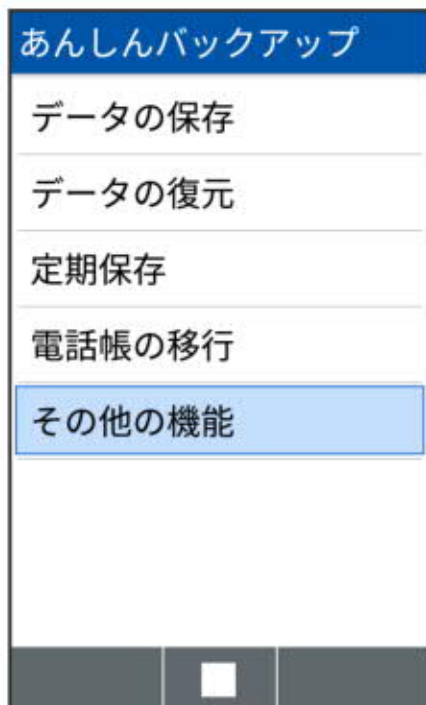 あんしんバックアップ
データの保存
データの復元
定期保存
電話帳の移行
その他の機能